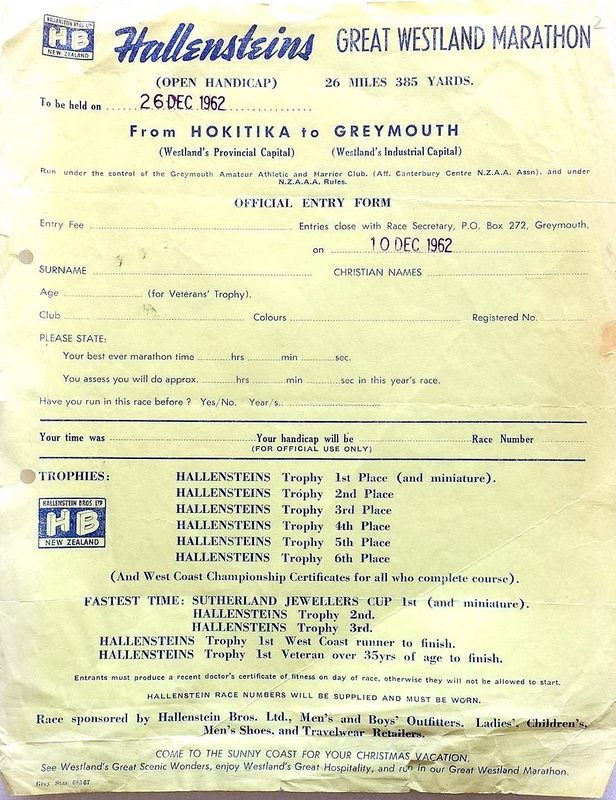 HALLENSTEIN BROS LTD
HB
NEW ZEALAND
Hallensteins GREAT WESTLAND MARATHON
2
(OPEN HANDICAP) 26 MILES 385 YARDS.
To be held on ...... 26 DEC 1962 ................
From HOKITIKA to GREYMOUTH
(Westland's Provincial Capital) (Westland's Industrial Capital)
Run under the control of the Greymouth Amateur Athletic and Harrier Club. (Aff. Canterbury Centre N.Z.A.A. Assn). and under
N.Z.A.A.A. Rules.
OFFICIAL ENTRY FORM
Entry Fee ........................ Entries close with Race Secretary, P.O. Box 272, Greymouth,
on ........ 10 DEC 1962 ................
SURNAME ........................ CHRISTIAN NAMES ........................
Age ................ (for Veterans' Trophy).
Club ........................ Colours ........................ Registered No. ............
PLEASE STATE:
Your best ever marathon time ..........hrs ..........min ..........sec.
You assess you will do approx. ..........hrs ..........min ..........sec in this year's race.
Have you run in this race before ? Yes/No. Year/s. ........................
Your time was ........................ Your handicap will be ........................ Race Number ............
(FOR OFFICIAL USE ONLY)
TROPHIES: HALLENSTEINS Trophy 1st Place (and miniature).
HALLENSTEINS Trophy 2nd Place
HALLENSTEINS Trophy 3rd Place
HALLENSTEINS Trophy 4th Place
HALLENSTEINS Trophy 5th Place
HALLENSTEINS Trophy 6th Place
HALLENSTEIN BROS. LTD
HB
NEW ZEALAND
(And West Coast Championship Certificates for all who complete course).
FASTEST TIME: SUTHERLAND JEWELLERS CUP 1st (and miniature).
HALLENSTEINS Trophy 2nd.
HALLENSTEINS Trophy 3rd.
HALLENSTEINS Trophy 1st West Coast runner to finish.
HALLENSTEINS Trophy 1st Veteran over 35yrs of age to finish.
Entrants must produce a recent doctor's certificate of fitness on day of race, otherwise they will not be allowed to start.
HALLENSTEIN RACE NUMBERS WILL BE SUPPLIED AND MUST BE WORN.
Race sponsored by Hallenstein Bros. Ltd., Men's and Boys' Outfitters. Ladies', Children's,
Men's Shoes, and Travelwear Retailers.
COME TO THE SUNNY COAST FOR YOUR CHRISTMAS VACATION.
See Westland's Great Scenic Wonders, enjoy Westland's Great Hospitality, and run in our Great Westland Marathon.
Grey Star